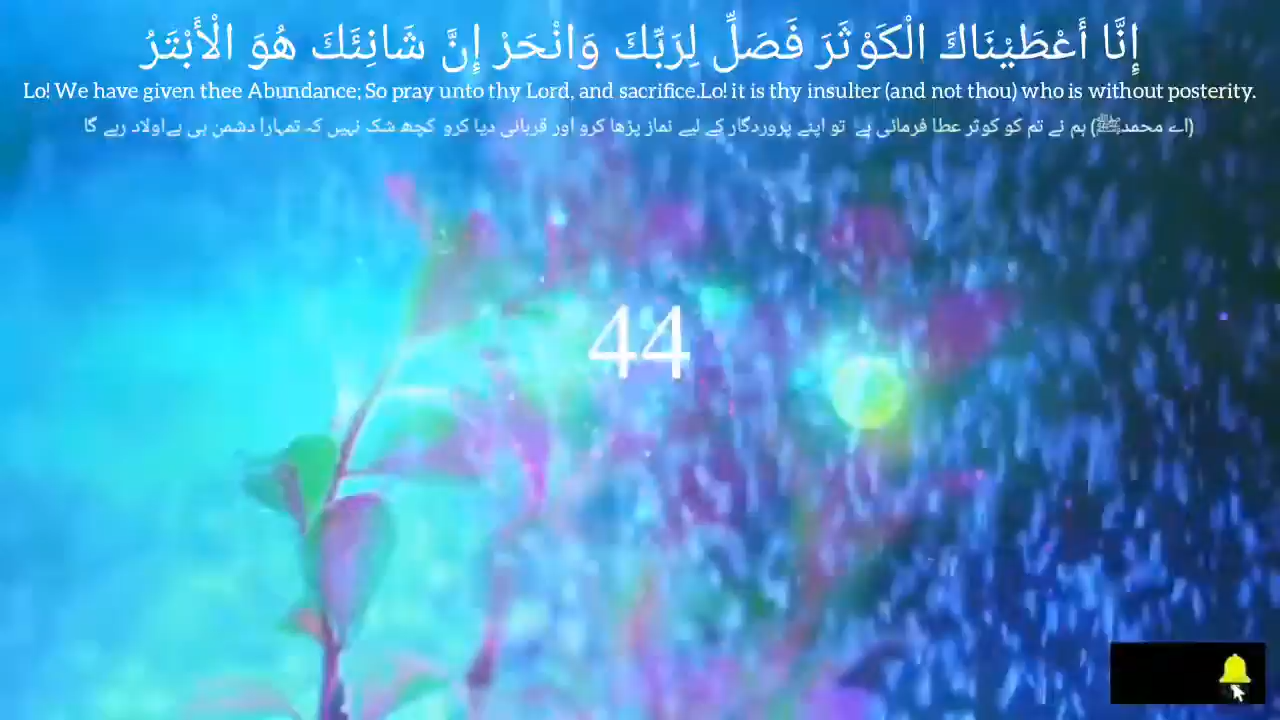 إِنَّا أَعْطَيْنَاكَ الْكَوْثَرَ فَصَلِّ لِرَبِّكَ وَانْحَرْ إِنَّ شَانِئَكَ هُوَ الْأَبْتَرُ
Lo! We have given thee Abundance; So pray unto thy Lord, and sacrifice.Lo! it is thy insulter (and not thou) who is without posterity.
(اے محمدﷺ) ہم نے تم کو کوثر عطا فرمائی ہے تو اپنے پروردگار کے لیے نماز پڑھا کرو اور قربانی دیا کرو کچھ شک نہیں کہ تمہارا دشمن ہی بےاولاد رہے گا
44